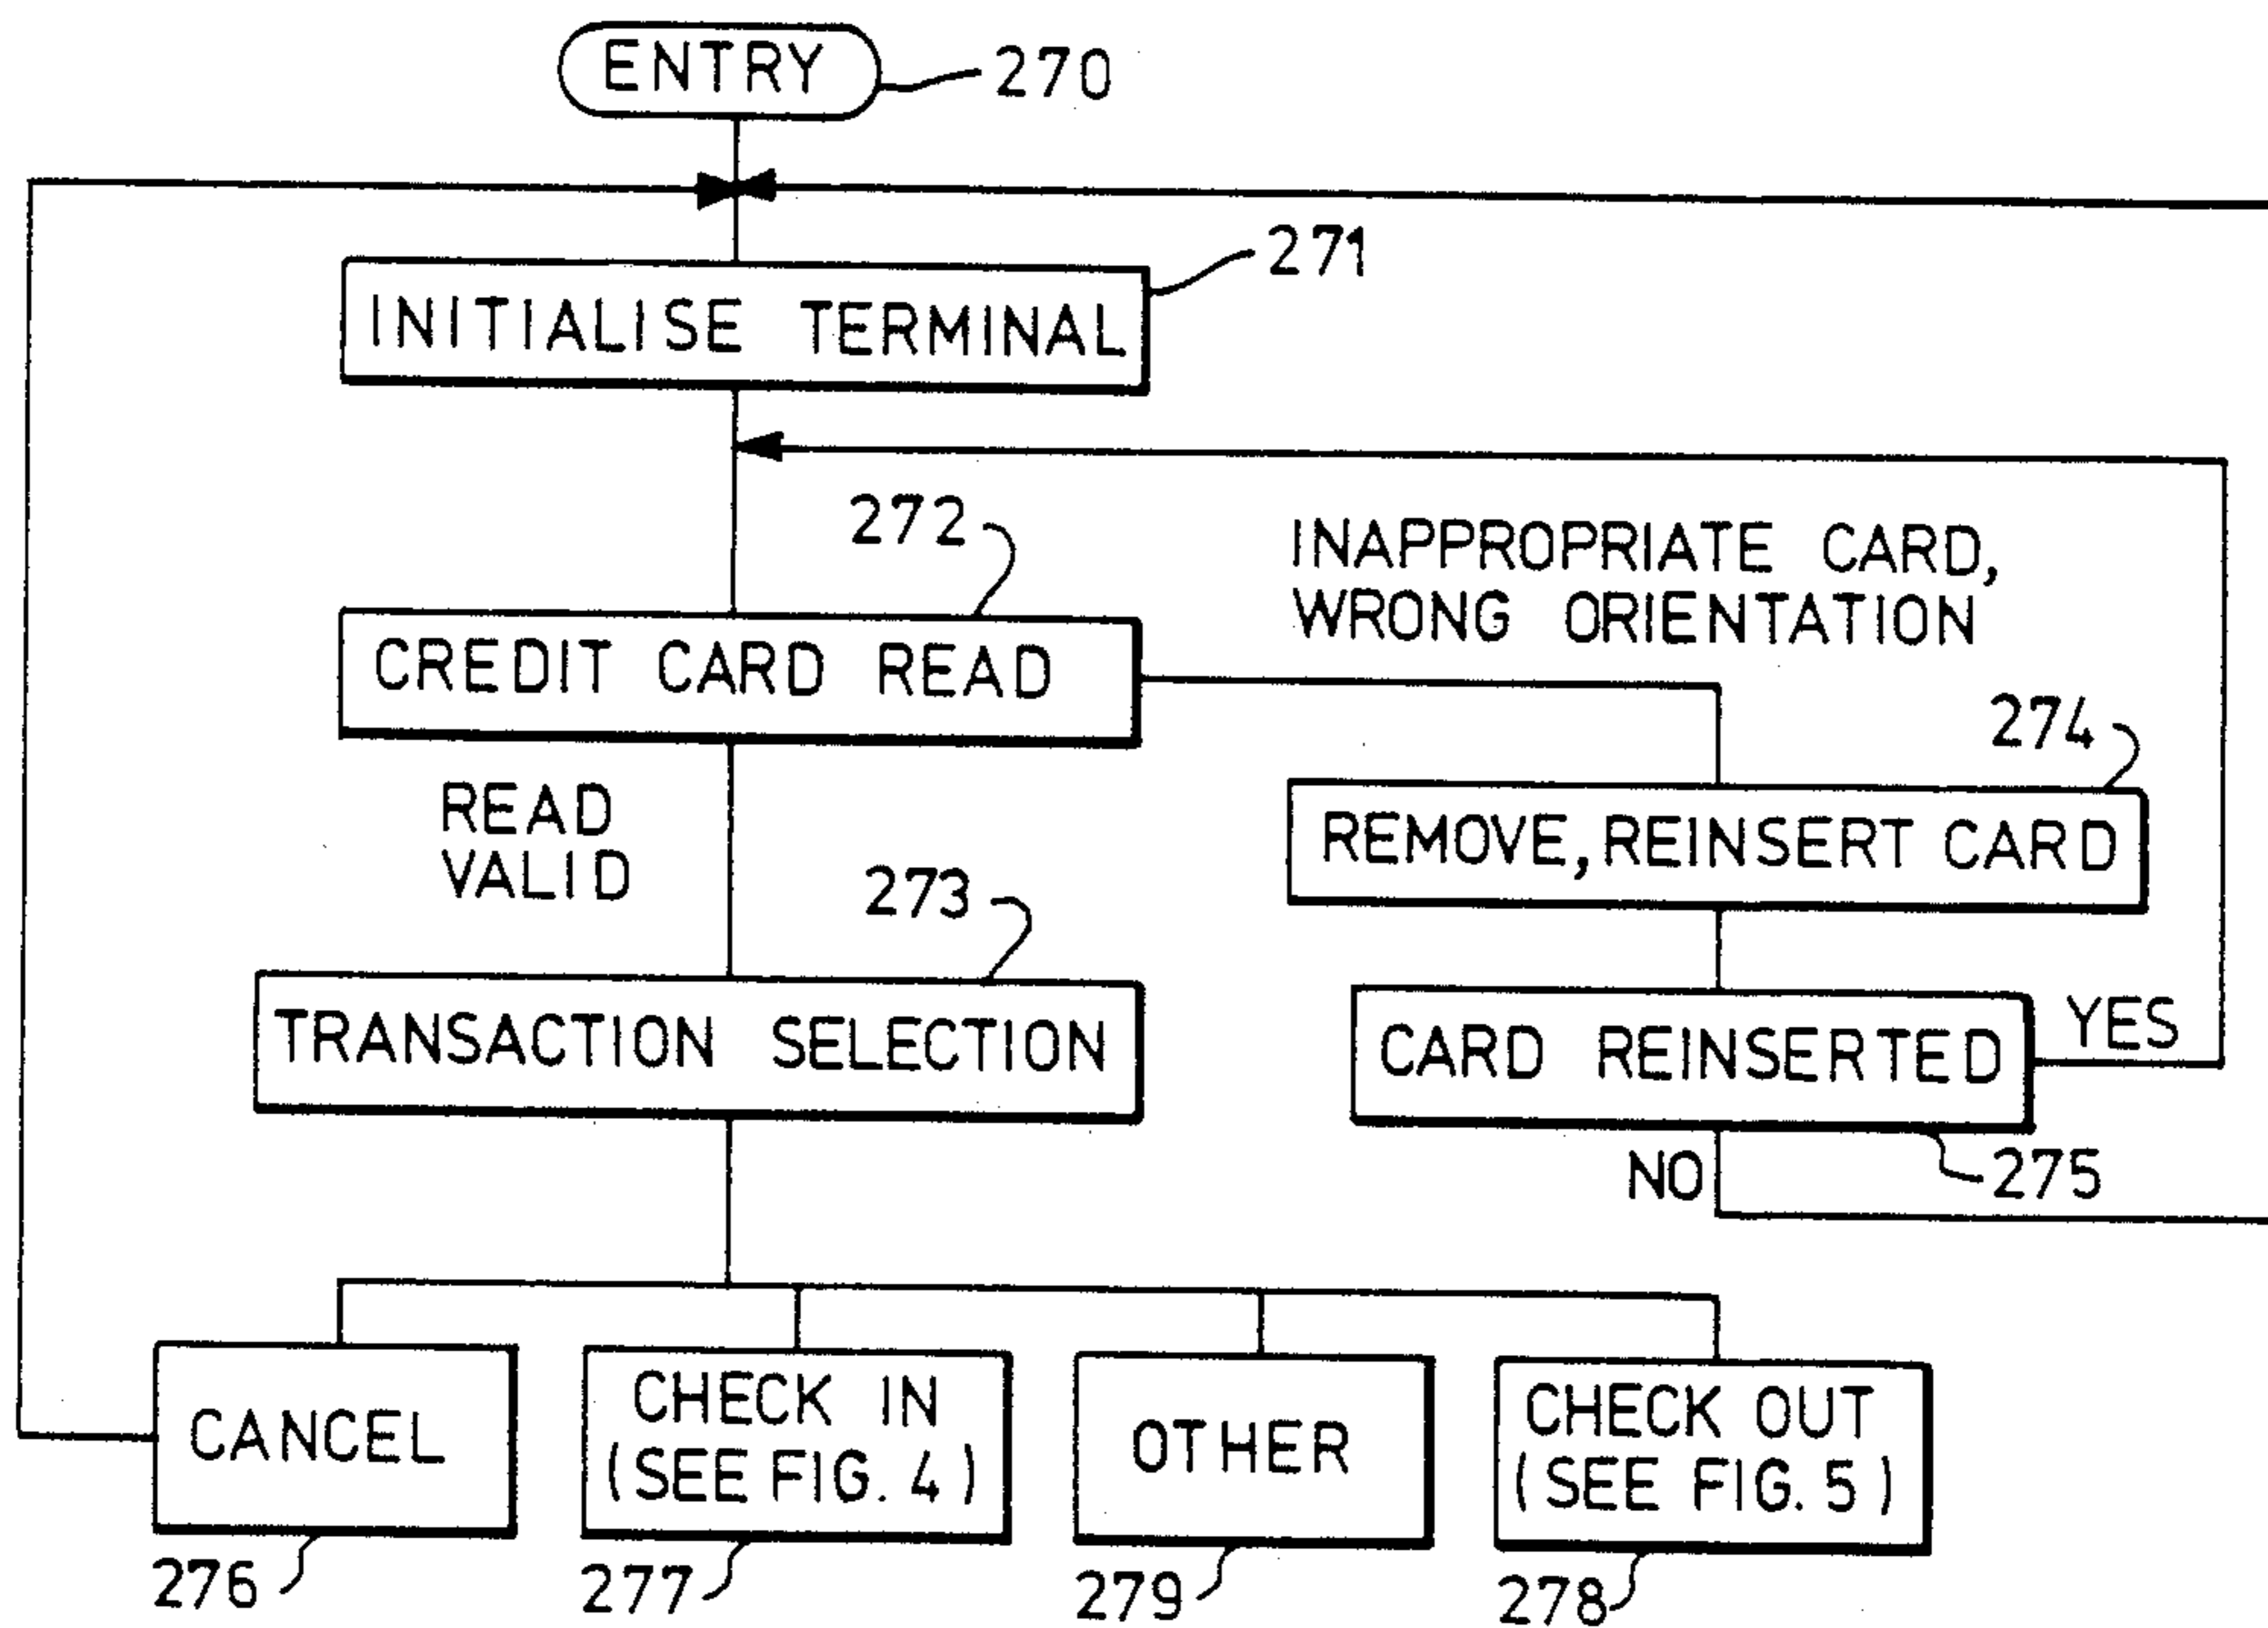 ENTRY
270
271
INITIALISE TERMINAL
272
INAPPROPRIATE CARD,
WRONG ORIENTATION
CREDIT CARD READ
274
READ
VALID
REMOVE, REINSERT CARD
273
TRANSACTION SELECTION
CARD REINSERTED
YES
NO
275
CANCEL
CHECK IN
(SEE FIG. 4)
OTHER
CHECK OUT
(SEE FIG. 5)
276
277
279
278